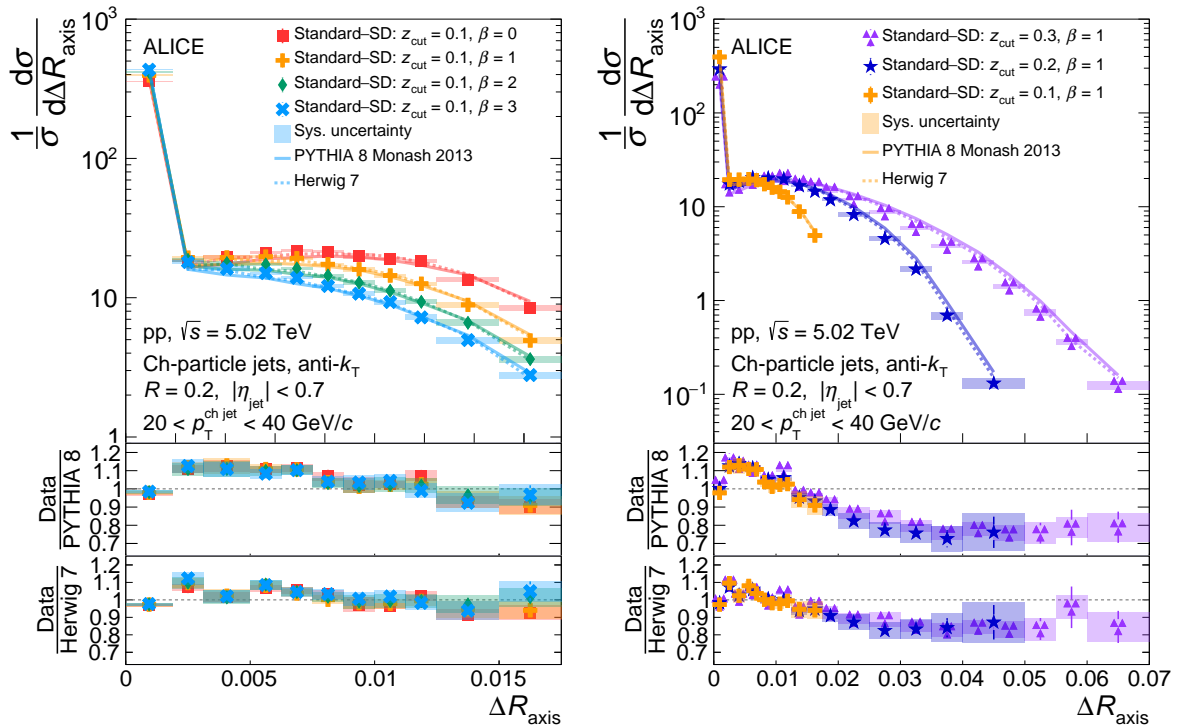 ALICE
Standard–SD: z_cut = 0.1, β = 0
Standard–SD: z_cut = 0.1, β = 1
Standard–SD: z_cut = 0.1, β = 2
Standard–SD: z_cut = 0.1, β = 3
Sys. uncertainty
PYTHIA 8 Monash 2013
Herwig 7
1/σ dσ/dΔR_axis
10^3
10^2
10
1
pp, √s = 5.02 TeV
Ch-particle jets, anti-k_T
R = 0.2, |η_jet| < 0.7
20 < p_T^ch jet < 40 GeV/c
Data
PYTHIA 8
1.2
1.1
1
0.9
0.8
0.7
Data
Herwig 7
1.2
1.1
1
0.9
0.8
0.7
0 0.005 0.01 0.015
ΔR_axis
ALICE
Standard–SD: z_cut = 0.3, β = 1
Standard–SD: z_cut = 0.2, β = 1
Standard–SD: z_cut = 0.1, β = 1
Sys. uncertainty
PYTHIA 8 Monash 2013
Herwig 7
1/σ dσ/dΔR_axis
10^3
10^2
10
1
10^−1
pp, √s = 5.02 TeV
Ch-particle jets, anti-k_T
R = 0.2, |η_jet| < 0.7
20 < p_T^ch jet < 40 GeV/c
Data
PYTHIA 8
1.2
1.1
1
0.9
0.8
0.7
Data
Herwig 7
1.2
1.1
1
0.9
0.8
0.7
0 0.01 0.02 0.03 0.04 0.05 0.06 0.07
ΔR_axis